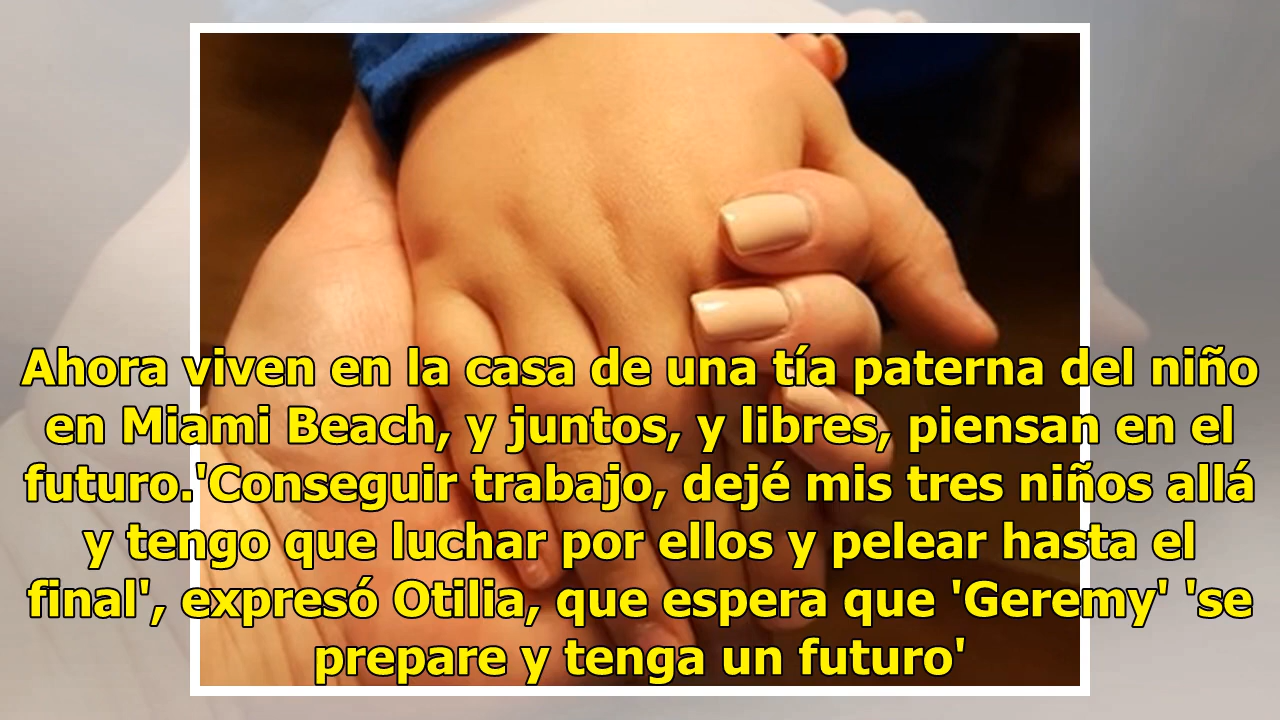 Ahora viven en la casa de una tía paterna del niño
en Miami Beach, y juntos, y libres, piensan en el
futuro.'Conseguir trabajo, dejé mis tres niños allá
y tengo que luchar por ellos y pelear hasta el
final', expresó Otilia, que espera que 'Geremy' 'se
prepare y tenga un futuro'